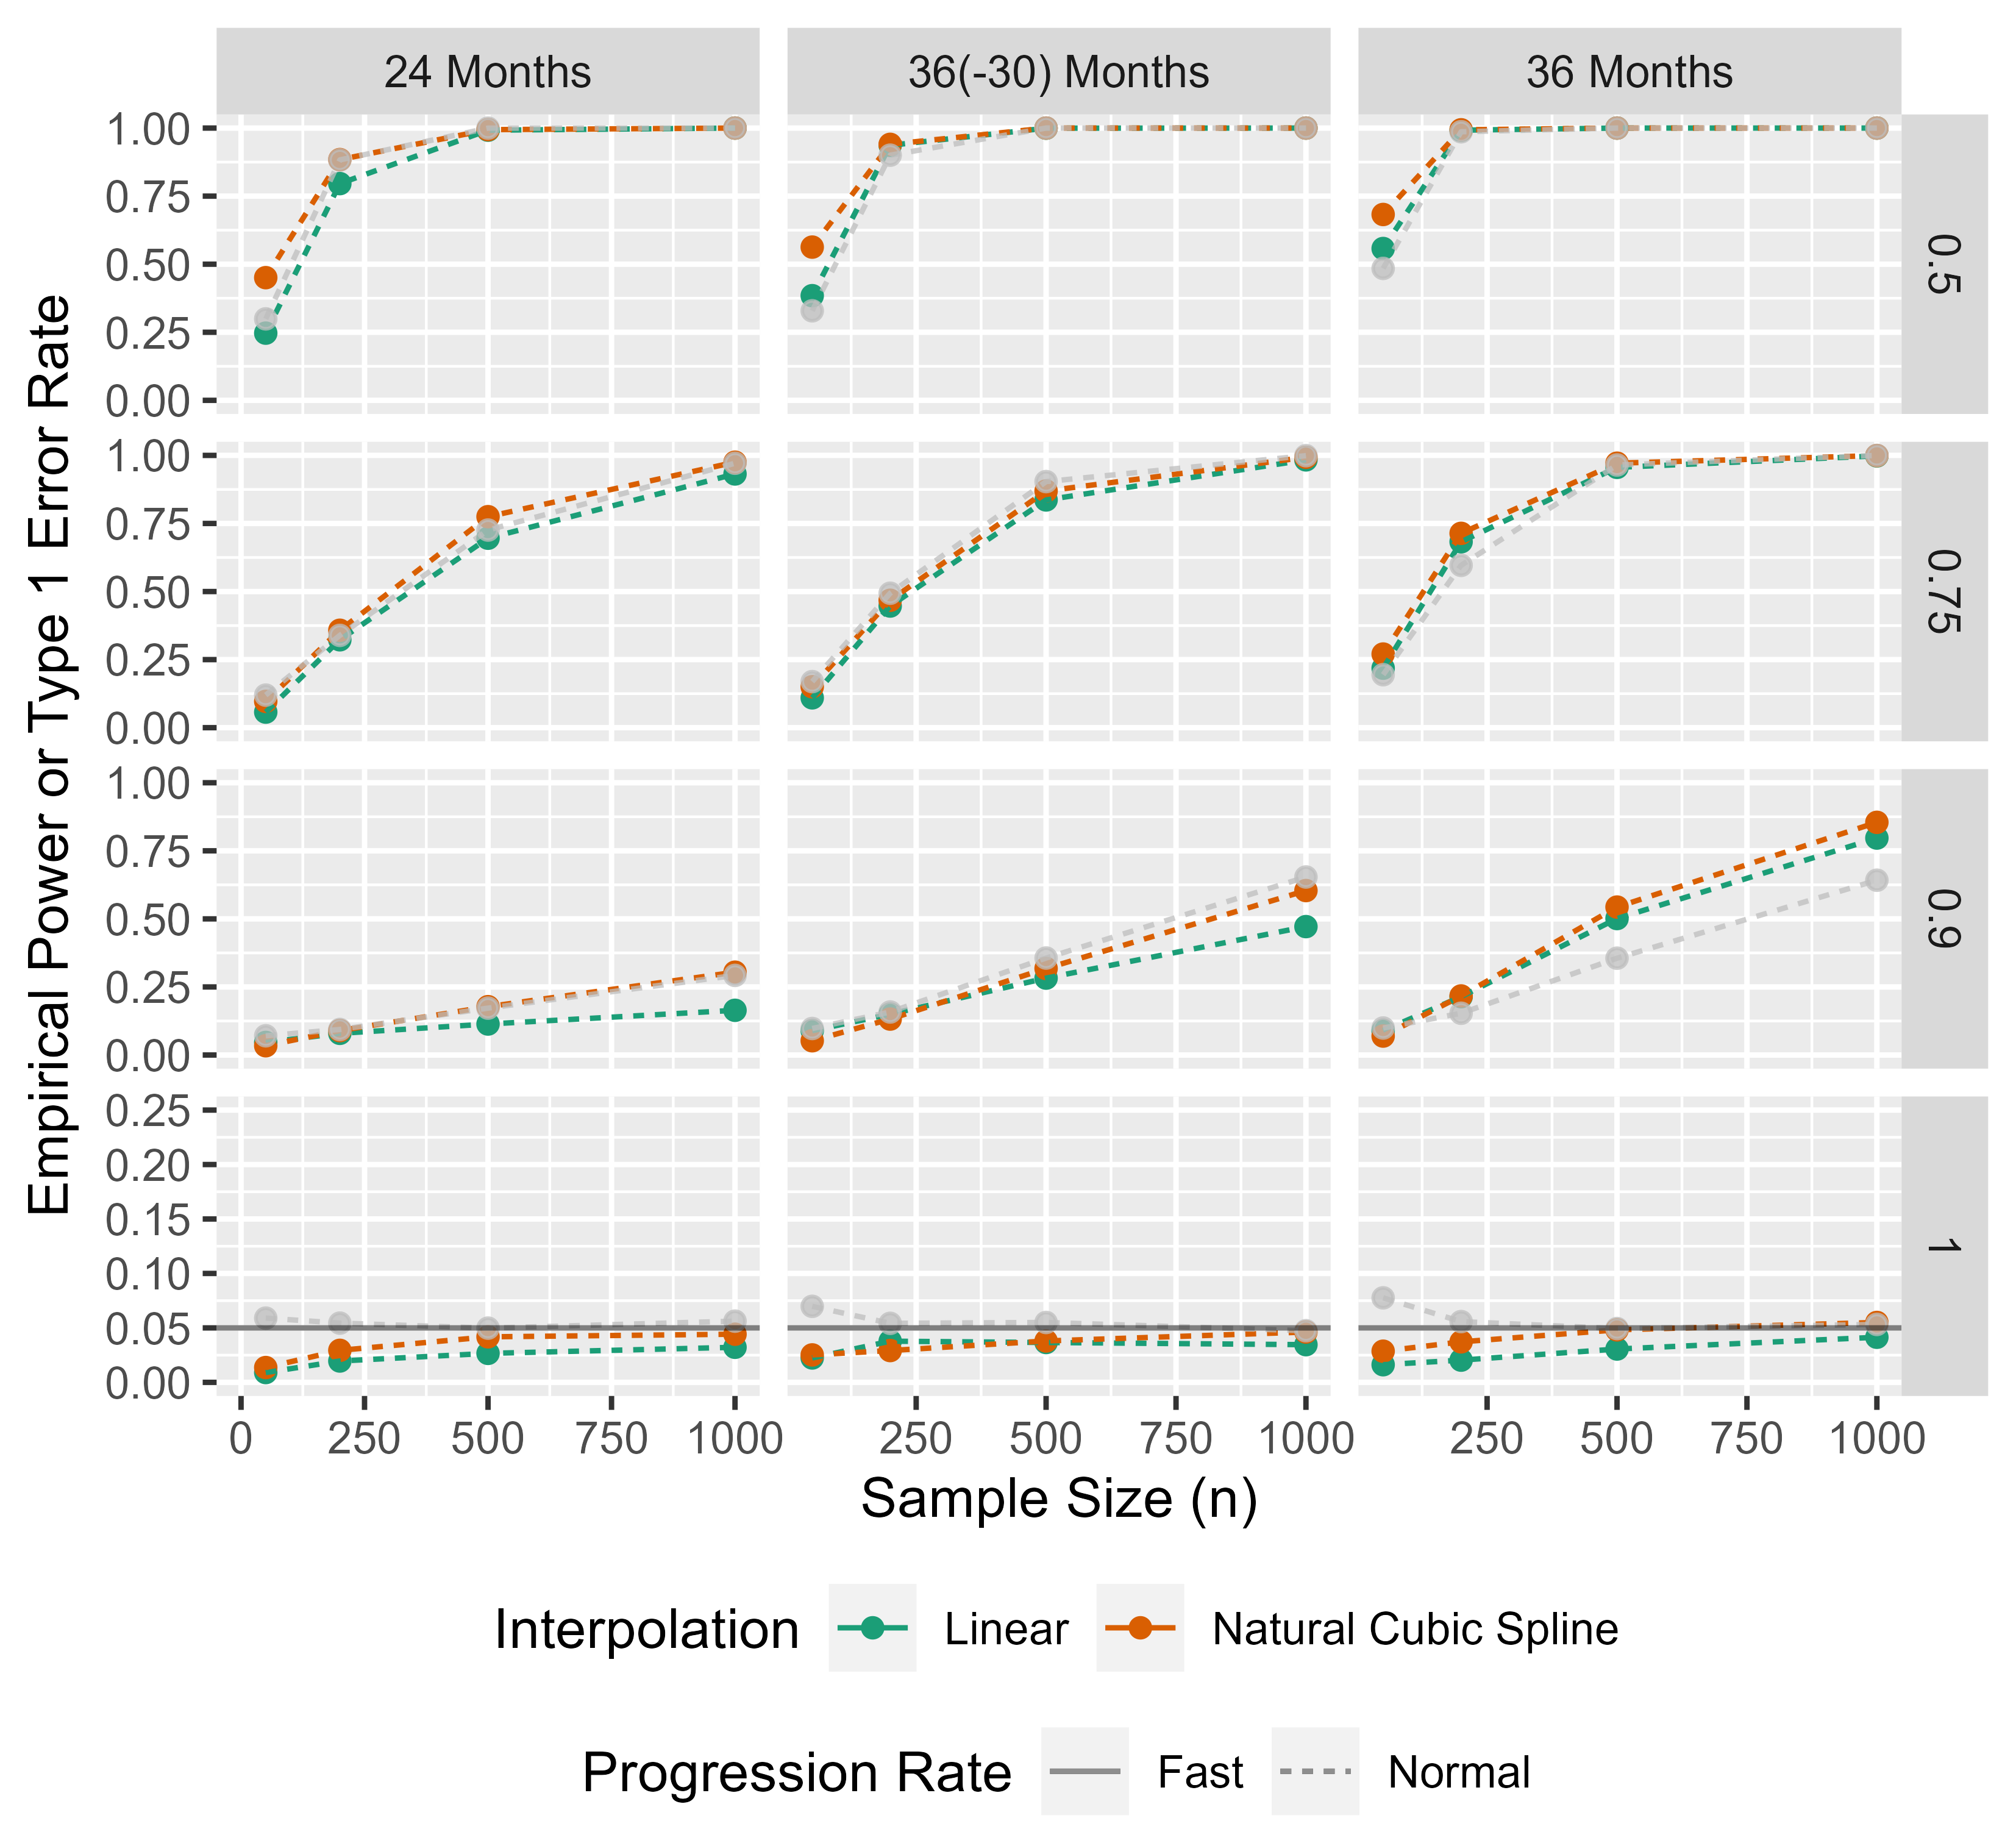 24 Months
36(-30) Months
36 Months
Empirical Power or Type 1 Error Rate
1.00
0.75
0.50
0.25
0.00
0.5
1.00
0.75
0.50
0.25
0.00
0.75
1.00
0.75
0.50
0.25
0.00
0.9
0.25
0.20
0.15
0.10
0.05
0.00
1
0 250 500 750 1000
250 500 750 1000
250 500 750 1000
Sample Size (n)
Interpolation Linear Natural Cubic Spline
Progression Rate Fast Normal